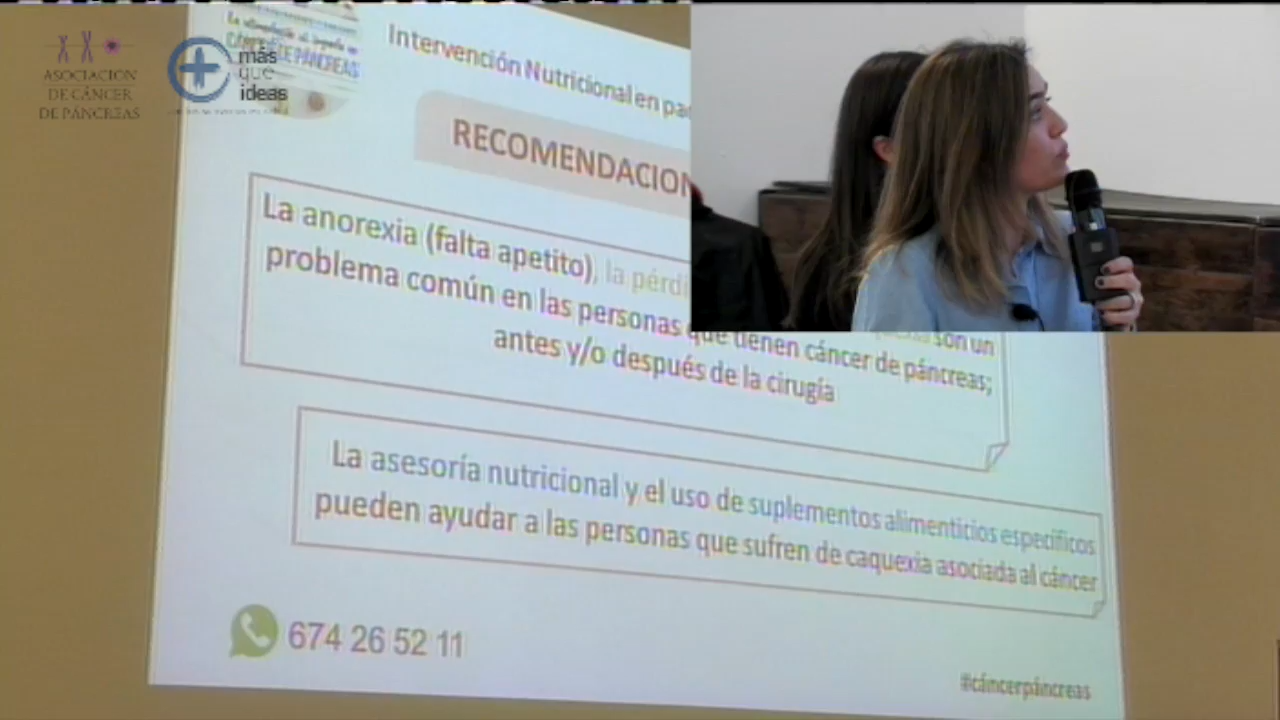 ASOCIACIÓN
DE CÁNCER
DE PÁNCREAS
más
que
ideas
Intervención Nutricional en pa
RECOMENDACION
La anorexia (falta apetito), la pérdi
son un
problema común en las personas que tienen cáncer de páncreas;
antes y/o después de la cirugía
La asesoría nutricional y el uso de suplementos alimenticios específicos
pueden ayudar a las personas que sufren de caquexia asociada al cáncer
674 26 52 11
#cáncerpáncreas